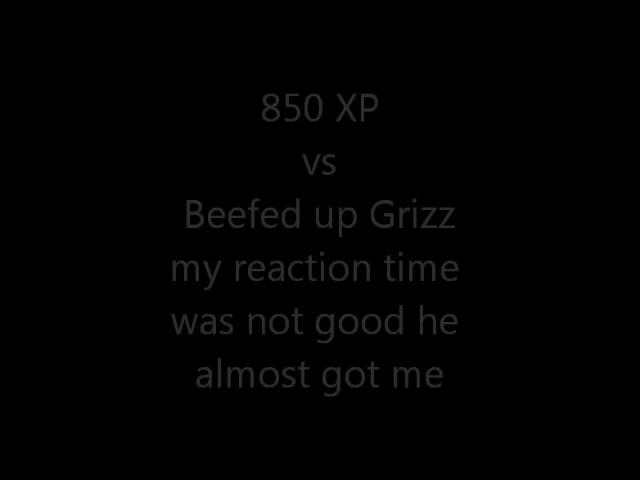 850 XP
vs
Beefed up Grizz
my reaction time
was not good he
almost got me